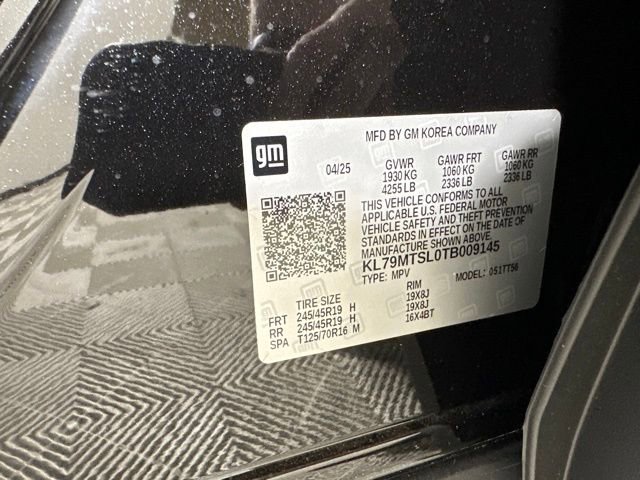 gm
MFD BY GM KOREA COMPANY
04/25 GVWR GAWR FRT GAWR RR
1930 KG 1060 KG 1060 KG
4255 LB 2336 LB 2336 LB
THIS VEHICLE CONFORMS TO ALL
APPLICABLE U.S. FEDERAL MOTOR
VEHICLE SAFETY AND THEFT PREVENTION
STANDARDS IN EFFECT ON THE DATE OF
MANUFACTURE SHOWN ABOVE.
KL79MTSL0TB009145
TYPE: MPV MODEL: 051TT56
TIRE SIZE RIM
FRT 245/45R19 H 19X8J
RR 245/45R19 H 19X8J
SPA T125/70R16 M 16X4BT